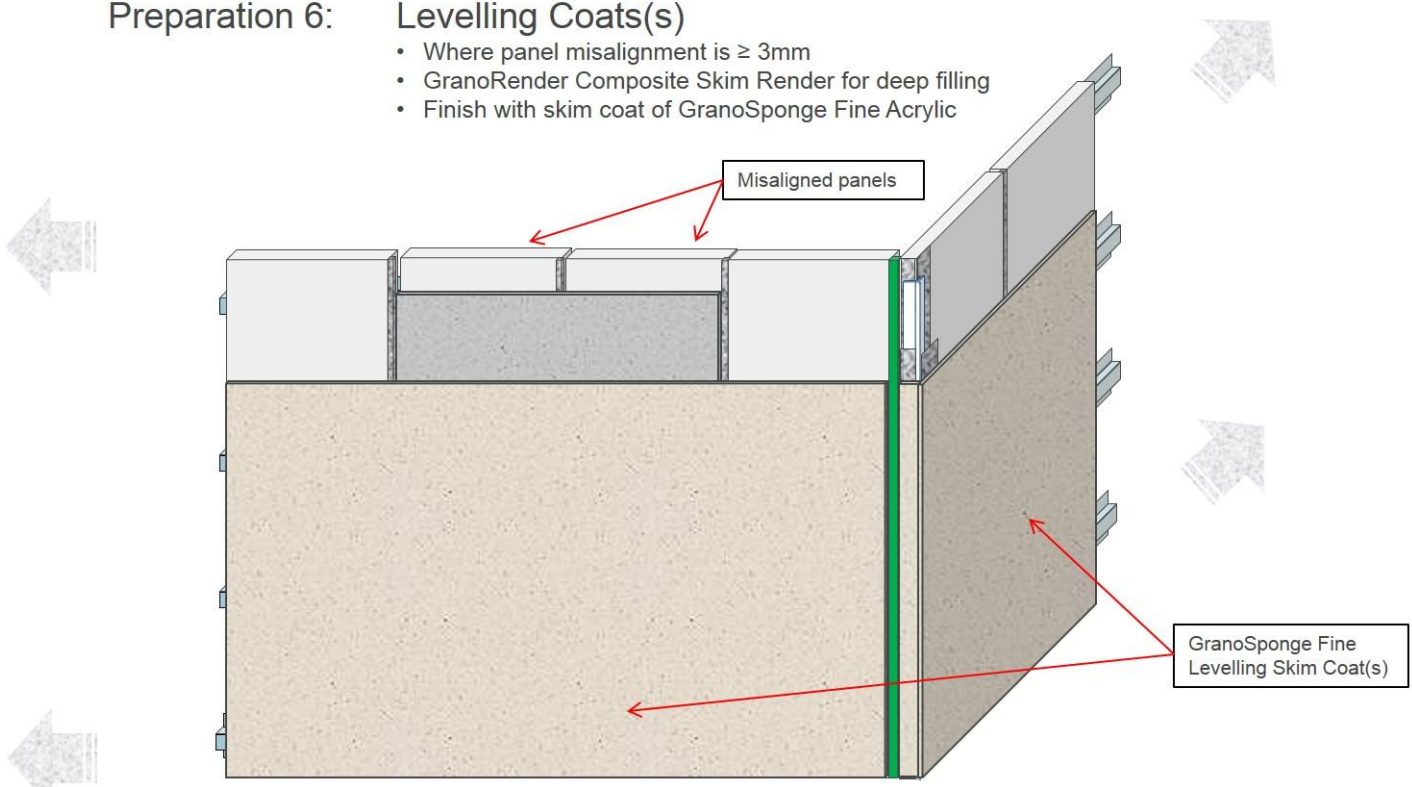 Preparation 6: Levelling Coats(s)
• Where panel misalignment is ≥ 3mm
• GranoRender Composite Skim Render for deep filling
• Finish with skim coat of GranoSponge Fine Acrylic
Misaligned panels
GranoSponge Fine
Levelling Skim Coat(s)